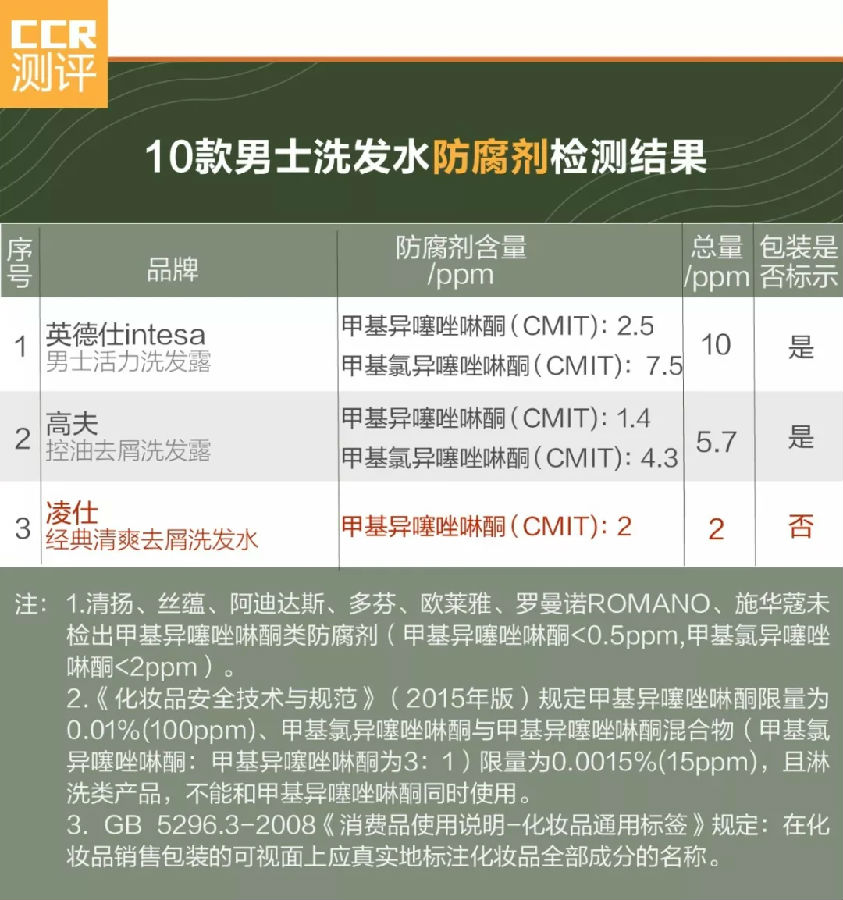 CCR
测评
10款男士洗发水防腐剂检测结果
序号
品牌
防腐剂含量
/ppm
总量
/ppm
包装是
否标示
1
英德仕intesa
男士活力洗发露
甲基异噻唑啉酮(CMIT): 2.5
甲基氯异噻唑啉酮(CMIT): 7.5
10
是
2
高夫
控油去屑洗发露
甲基异噻唑啉酮(CMIT): 1.4
甲基氯异噻唑啉酮(CMIT): 4.3
5.7
是
3
凌仕
经典清爽去屑洗发水
甲基异噻唑啉酮(CMIT): 2
2
否
注: 1.清扬、丝蕴、阿迪达斯、多芬、欧莱雅、罗曼诺ROMANO、施华蔻未
检出甲基异噻唑啉酮类防腐剂(甲基异噻唑啉酮<0.5ppm,甲基氯异噻唑
啉酮<2ppm)。
2.《化妆品安全技术与规范》(2015年版)规定甲基异噻唑啉酮限量为
0.01%(100ppm)、甲基氯异噻唑啉酮与甲基异噻唑啉酮混合物(甲基氯
异噻唑啉酮: 甲基异噻唑啉酮为3: 1)限量为0.0015%(15ppm), 且淋
洗类产品, 不能和甲基异噻唑啉酮同时使用。
3. GB 5296.3-2008《消费品使用说明-化妆品通用标签》规定: 在化
妆品销售包装的可视面上应真实地标注化妆品全部成分的名称。